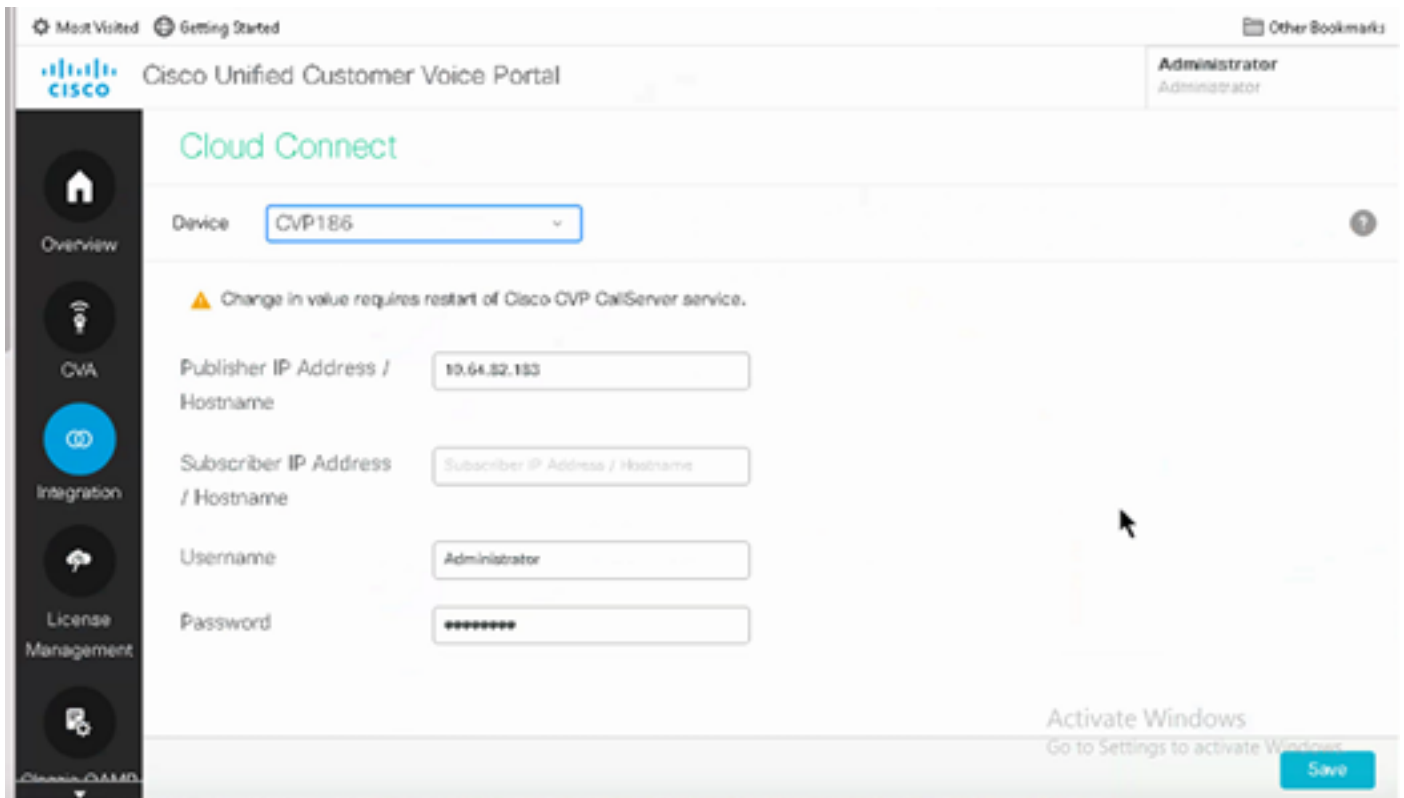 Most Visited Getting Started Other Bookmarks
CISCO Cisco Unified Customer Voice Portal Administrator
Administrator
Cloud Connect
Device CVP186 ?
Overview
Change in value requires restart of Cisco CVP CallServer service.
CVA
Publisher IP Address /
Hostname
10.64.82.183
Integration
Subscriber IP Address
/ Hostname
Subscriber IP Address / Hostname
Username Administrator
License
Management
Password
Activate Windows
Go to Settings to activate Windows.
Classic OAMP
Save